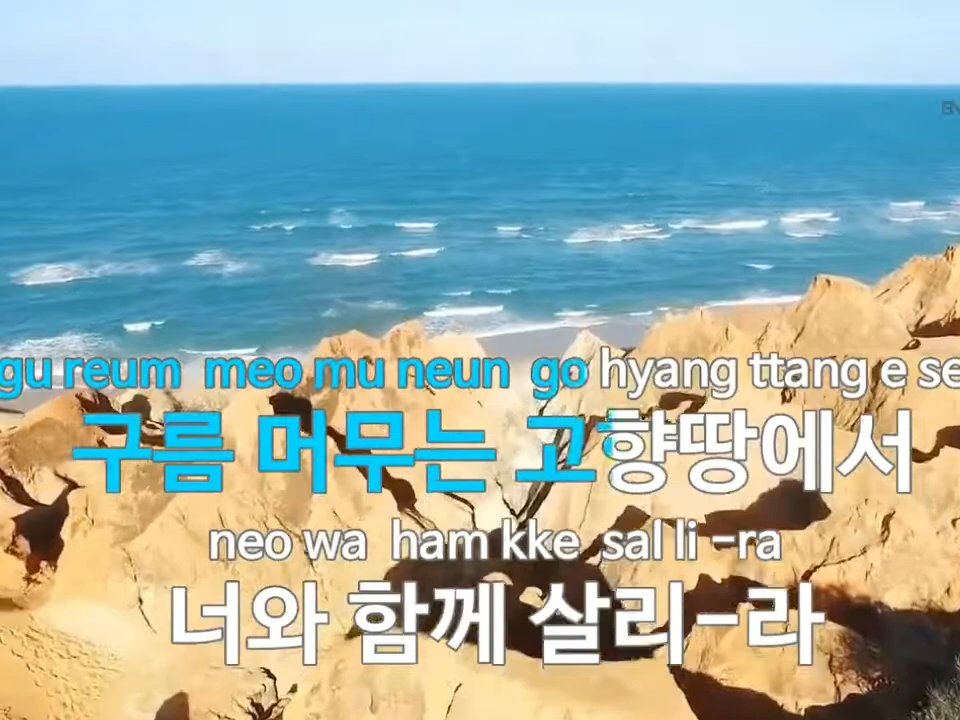 gu reum meo mu neun go hyang ttang e se
구름 머무는 고향땅에서
neo wa ham kke sal li -ra
너와 함께 살리-라